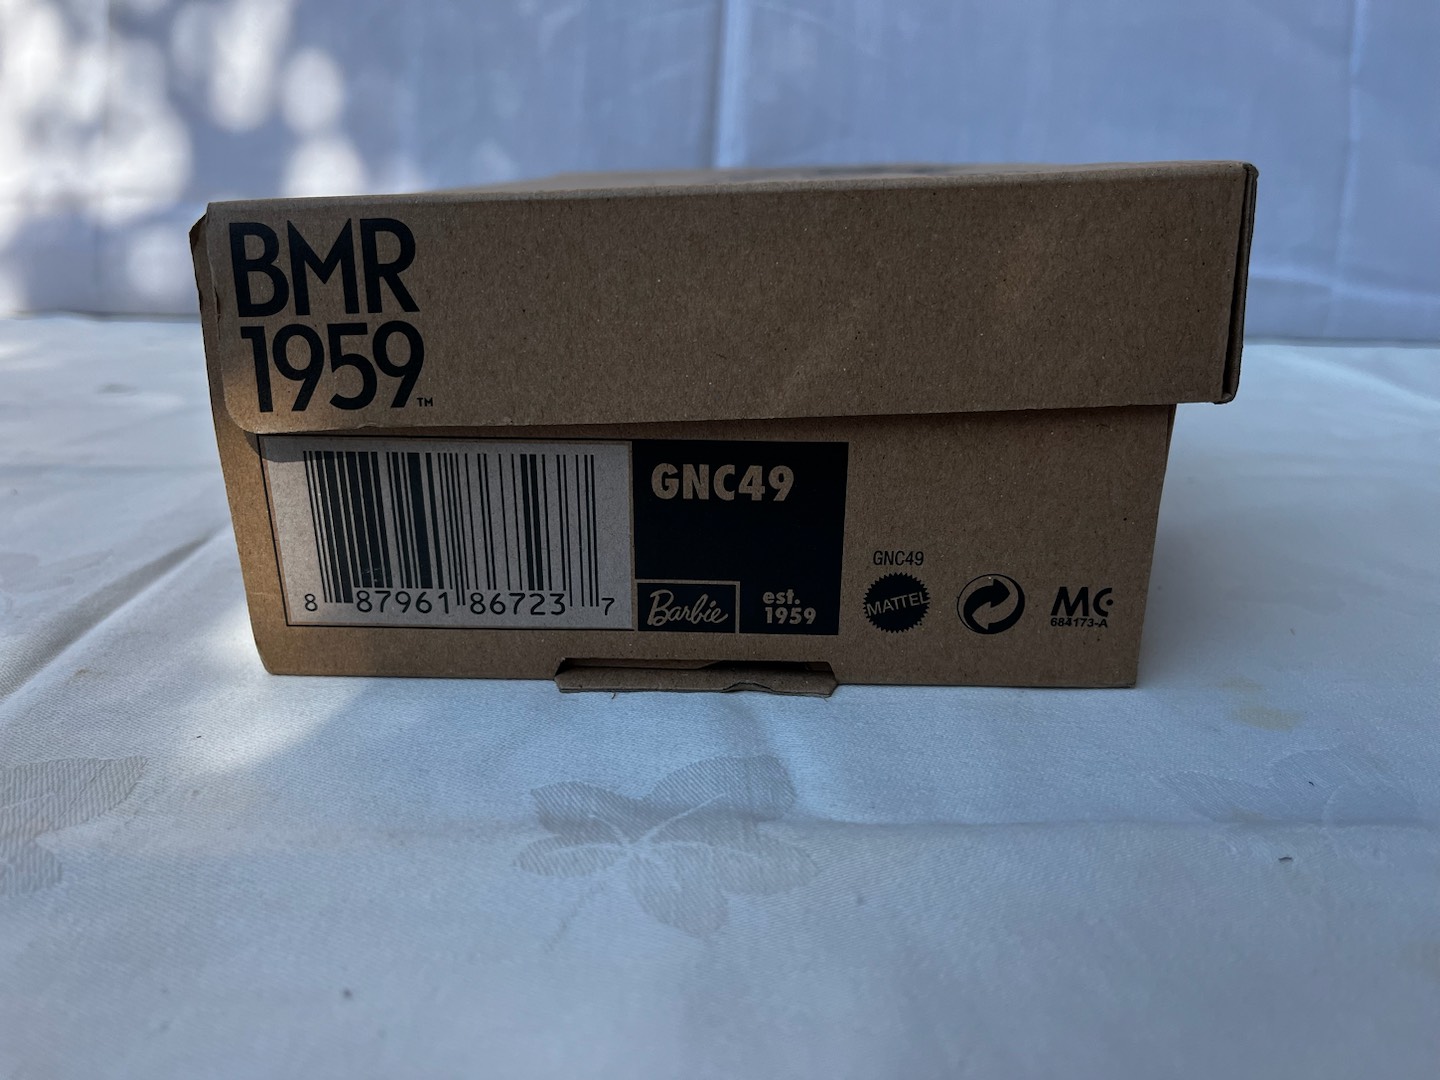 BMR
1959™
GNC49
8 87961 86723 7
Barbie
est.
1959
GNC49
MATTEL
MC
684173-A